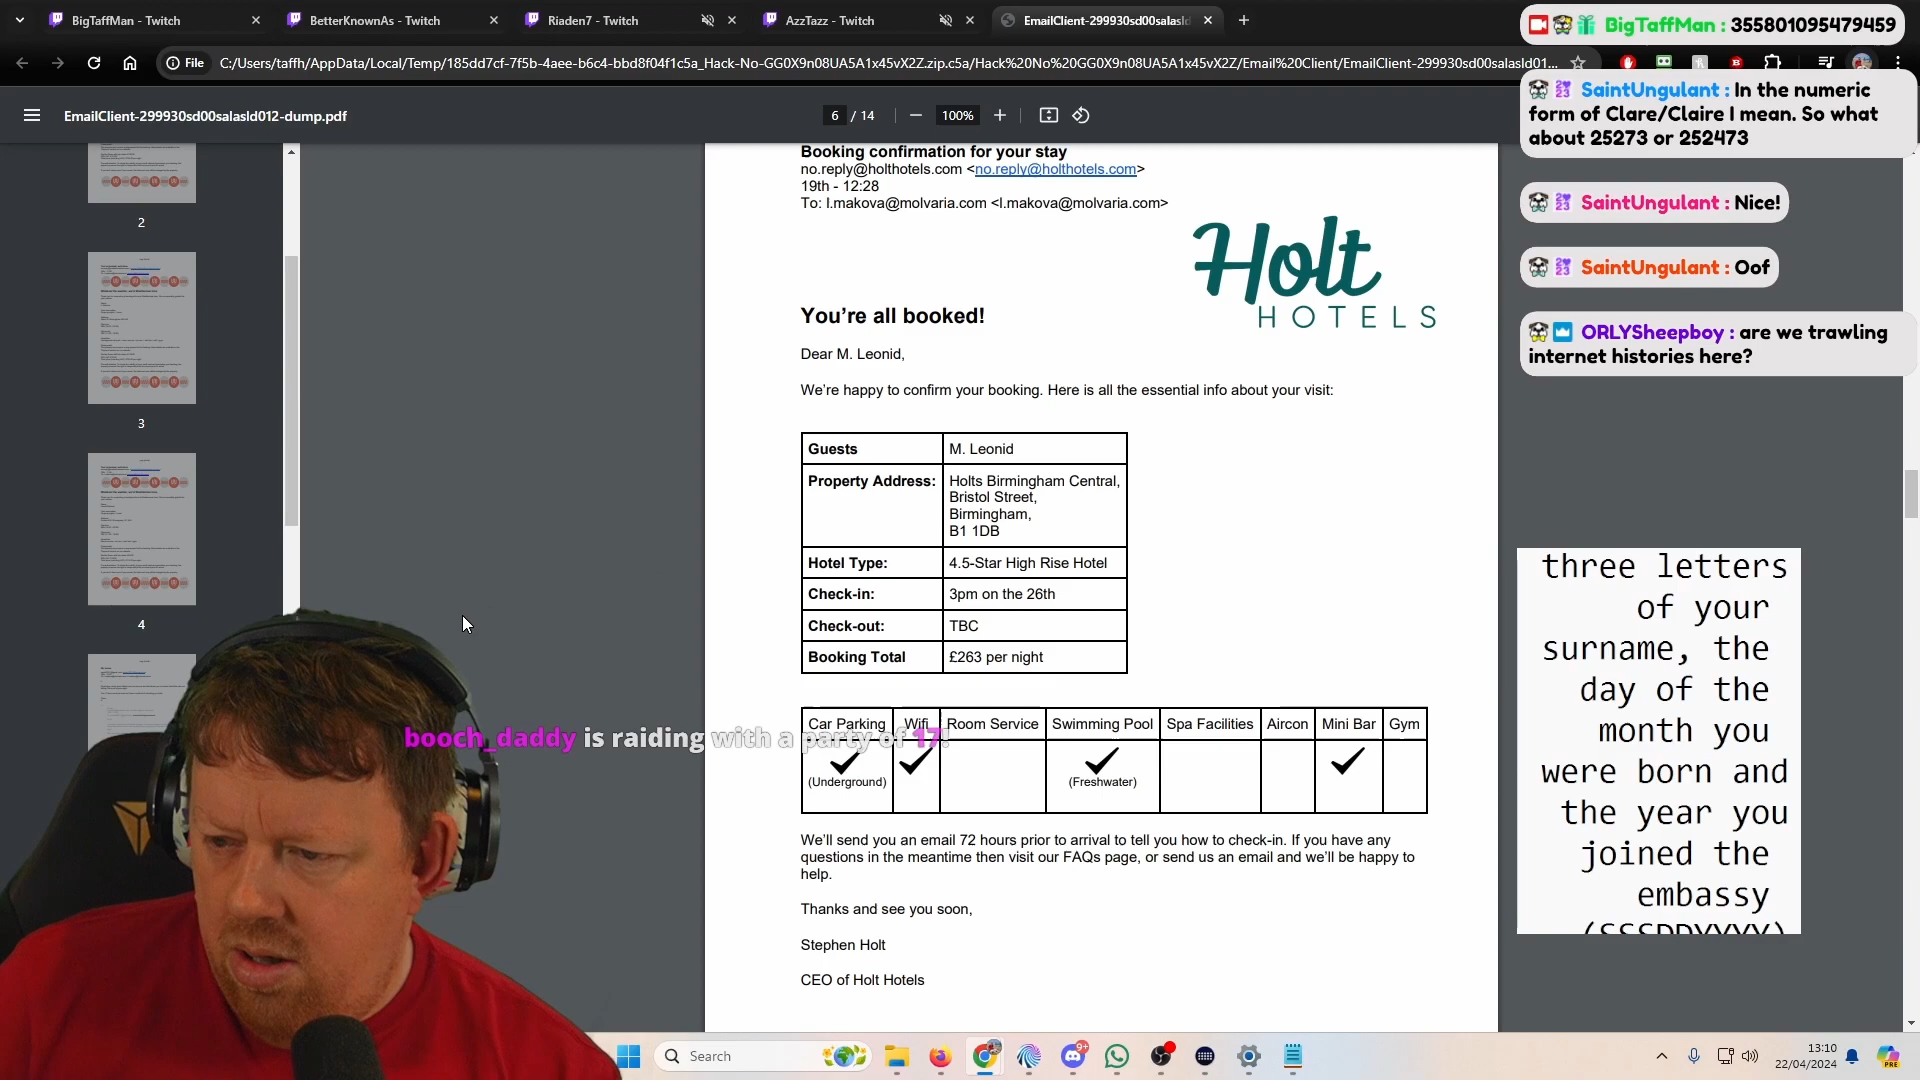 BigTaffMan - Twitch
BetterKnownAs - Twitch
Riaden7 - Twitch
AzzTazz - Twitch
EmailClient-299930sd00salasld
File
C:/Users/taffh/AppData/Local/Temp/185dd7cf-7f5b-4aee-b6c4-bbd8f04f1c5a_Hack-No-GG0X9n08UA5A1x45vX2Z.zip.c5a/Hack%20No%20GG0X9n08UA5A1x45vX2Z/Email%20Client/EmailClient-299930sd00salasld01...
EmailClient-299930sd00salasld012-dump.pdf
6 / 14
100%
2
3
4
Booking confirmation for your stay
no.reply@holthotels.com <no.reply@holthotels.com>
19th - 12:28
To: l.makova@molvaria.com <l.makova@molvaria.com>
Holt
HOTELS
You're all booked!
Dear M. Leonid,
We're happy to confirm your booking. Here is all the essential info about your visit:
Guests M. Leonid
Property Address: Holts Birmingham Central,
Bristol Street,
Birmingham,
B1 1DB
Hotel Type: 4.5-Star High Rise Hotel
Check-in: 3pm on the 26th
Check-out: TBC
Booking Total £263 per night
Car Parking Wifi Room Service Swimming Pool Spa Facilities Aircon Mini Bar Gym
(Underground) (Freshwater)
booch_daddy is raiding with a party of 17!
We'll send you an email 72 hours prior to arrival to tell you how to check-in. If you have any
questions in the meantime then visit our FAQs page, or send us an email and we'll be happy to
help.
Thanks and see you soon,
Stephen Holt
CEO of Holt Hotels
BigTaffMan : 355801095479459
SaintUngulant : In the numeric
form of Clare/Claire I mean. So what
about 25273 or 252473
SaintUngulant : Nice!
SaintUngulant : Oof
ORLYSheepboy : are we trawling
internet histories here?
three letters
of your
surname, the
day of the
month you
were born and
the year you
joined the
embassy
(SSSDDYYYY)
Search
9+
13:10
22/04/2024
PRE